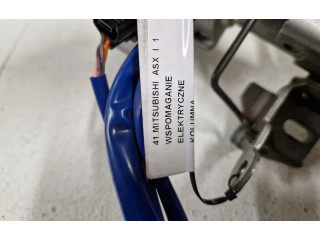 41 MITSUBISHI ASX I 1
WSPOMAGANIE
ELEKTRYCZNE
KOLUMNA